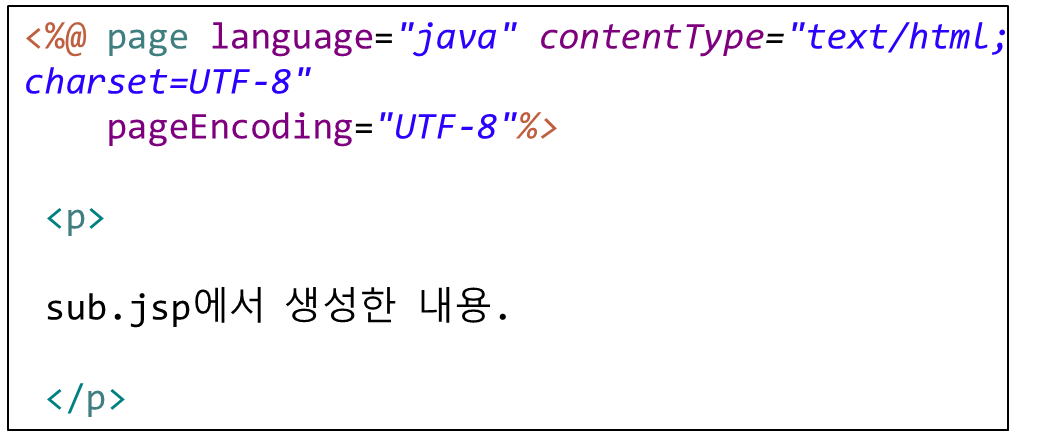 <%@ page language="java" contentType="text/html;
charset=UTF-8"
pageEncoding="UTF-8"%>
<p>
sub.jsp에서 생성한 내용.
</p>